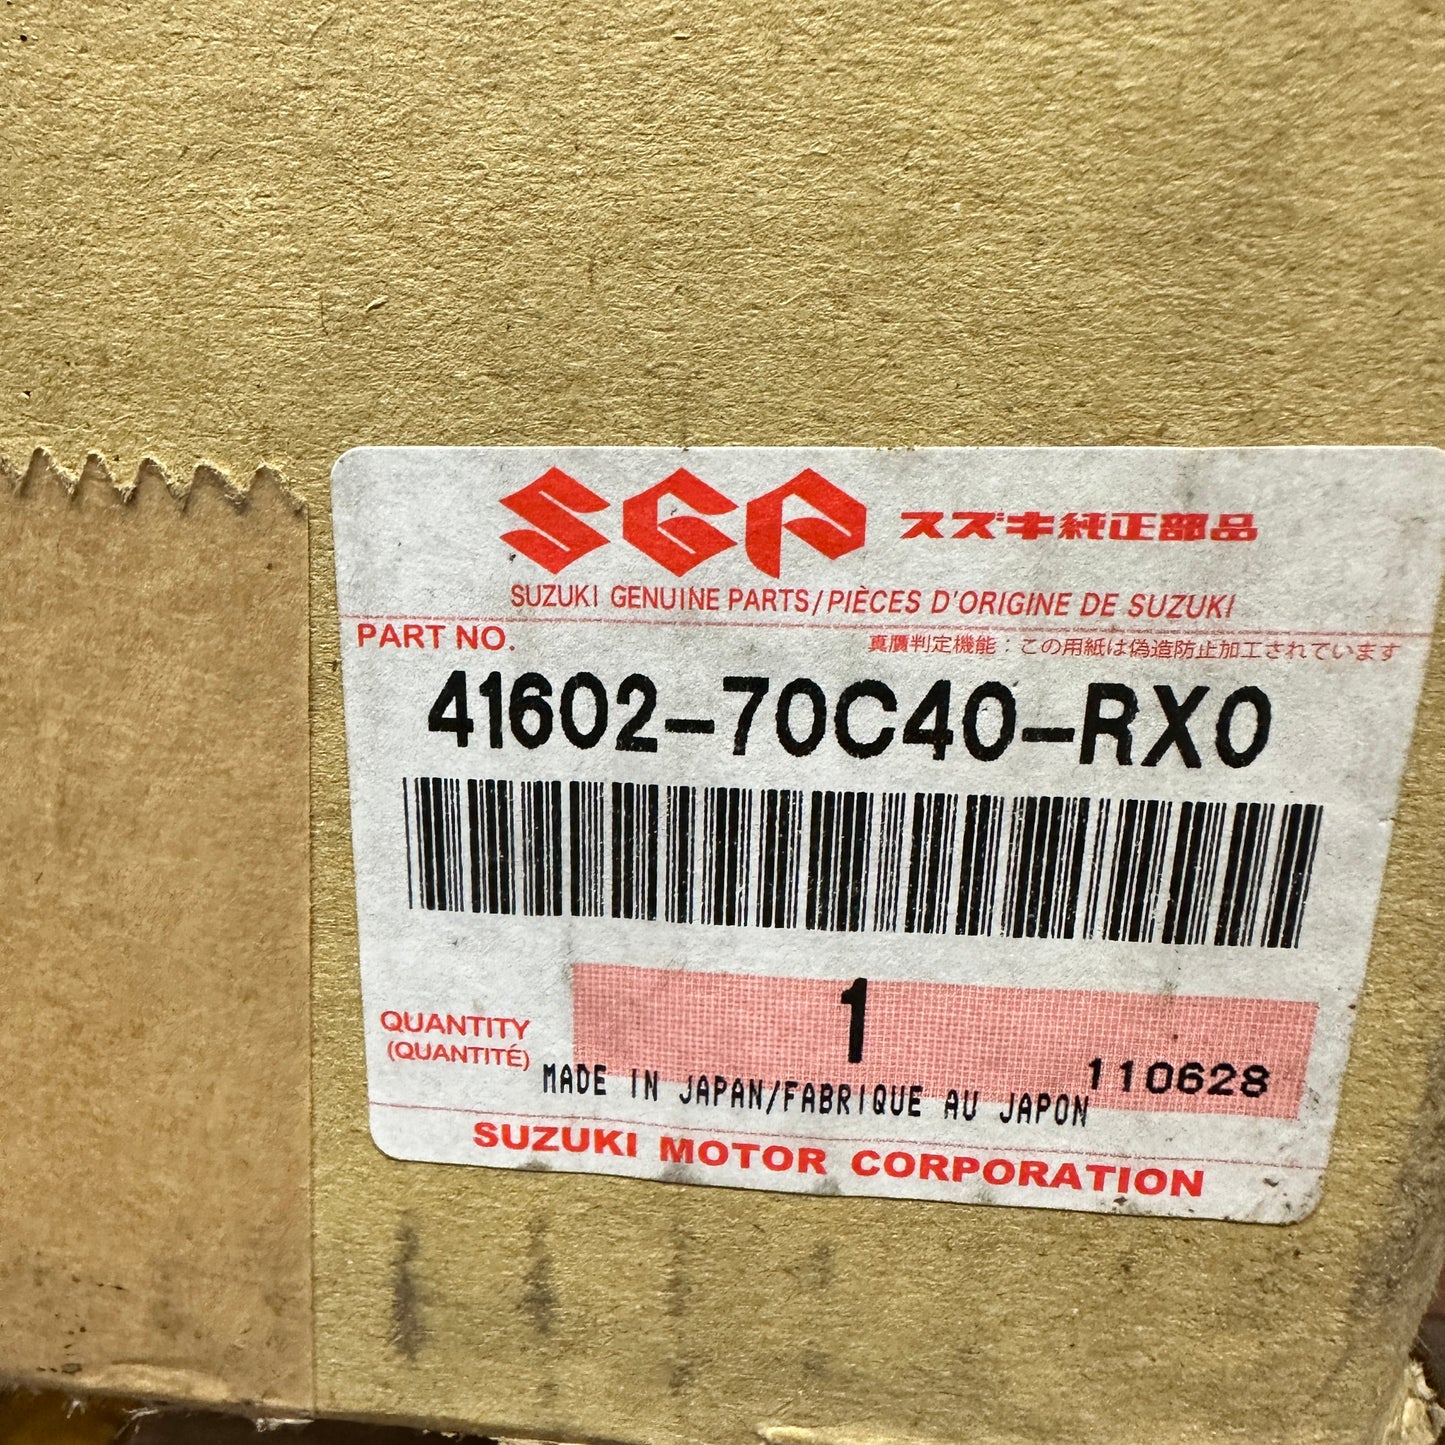 SGP スズキ純正部品
SUZUKI GENUINE PARTS/PIÈCES D'ORIGINE DE SUZUKI
PART NO.
真贋判定機能：この用紙は偽造防止加工されています
41602-70C40-RX0
1
QUANTITY
(QUANTITÉ)
110628
MADE IN JAPAN/FABRIQUE AU JAPON
SUZUKI MOTOR CORPORATION